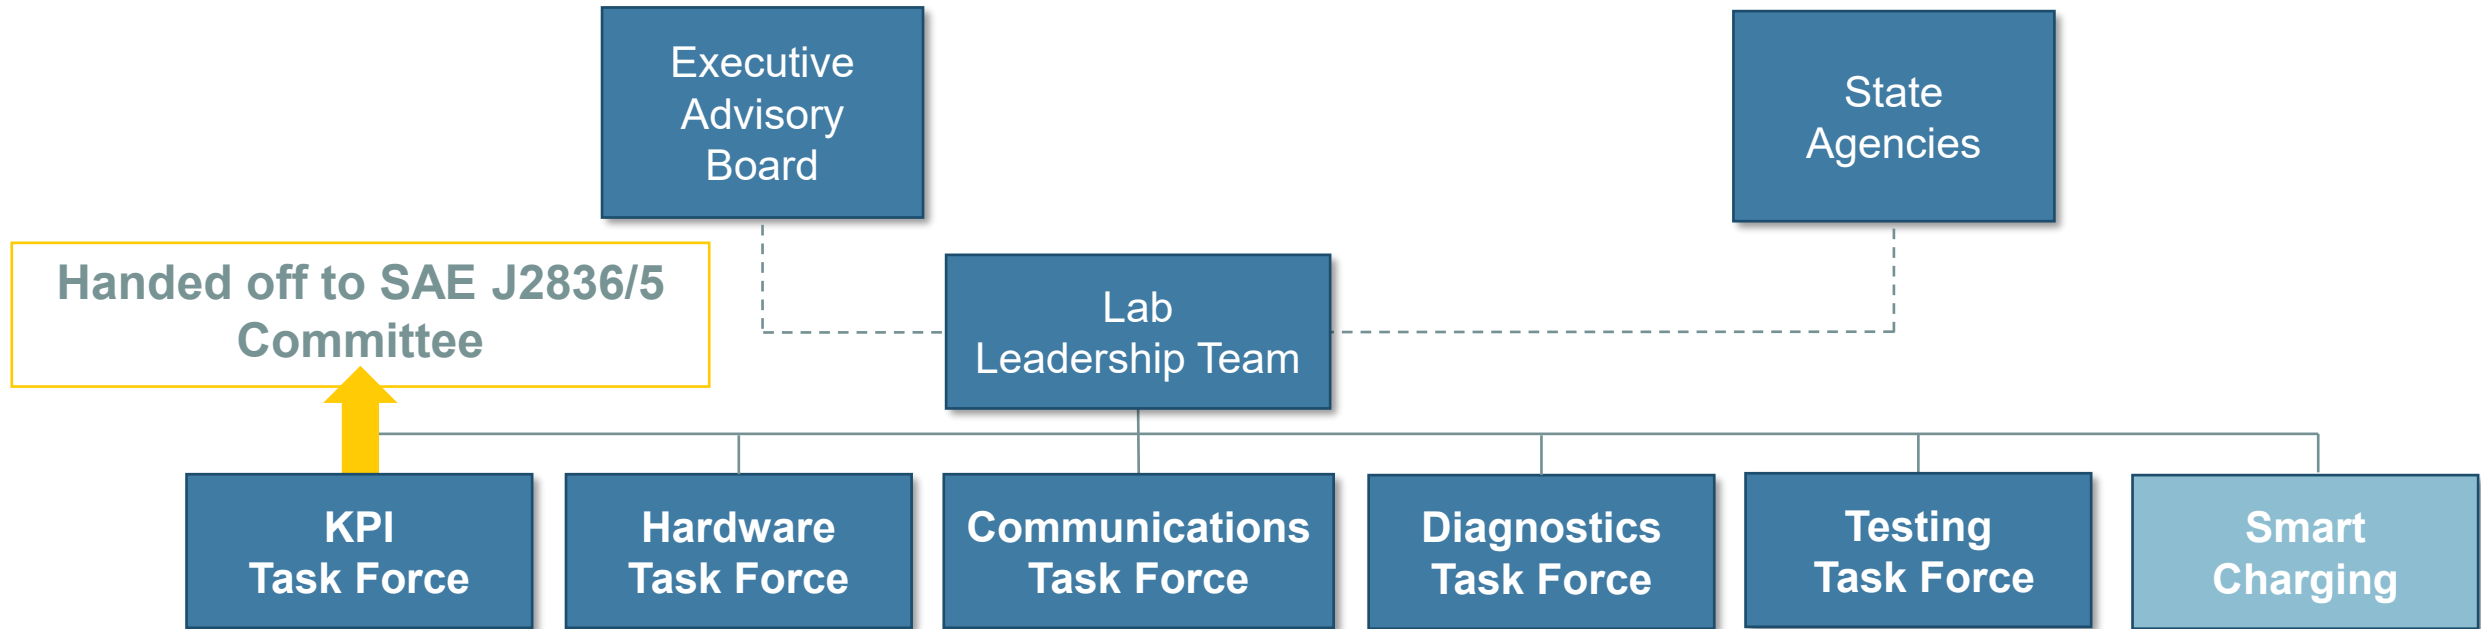 Executive
Advisory
Board
State
Agencies
Handed off to SAE J2836/5
Committee
Lab
Leadership Team
KPI
Task Force
Hardware
Task Force
Communications
Task Force
Diagnostics
Task Force
Testing
Task Force
Smart
Charging